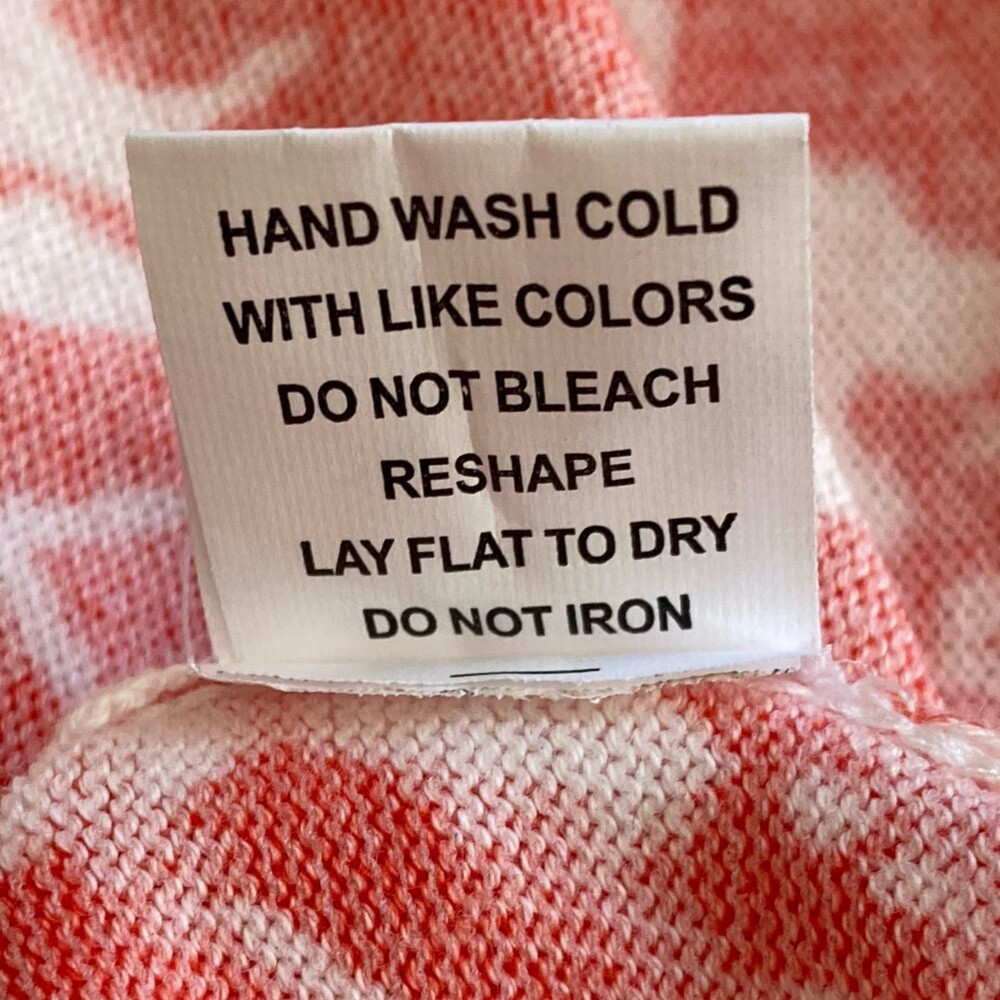 HAND WASH COLD
WITH LIKE COLORS
DO NOT BLEACH
RESHAPE
LAY FLAT TO DRY
DO NOT IRON